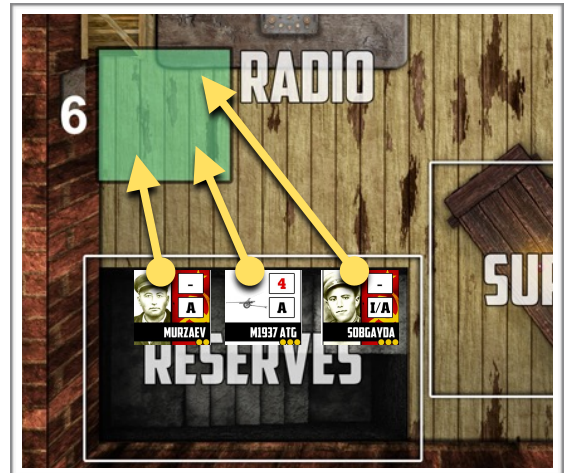 RADIO
6
SUP
-
A
MURZAEV
4
A
M1937 ATG
-
I/A
SOBGAYDA
RESERVES